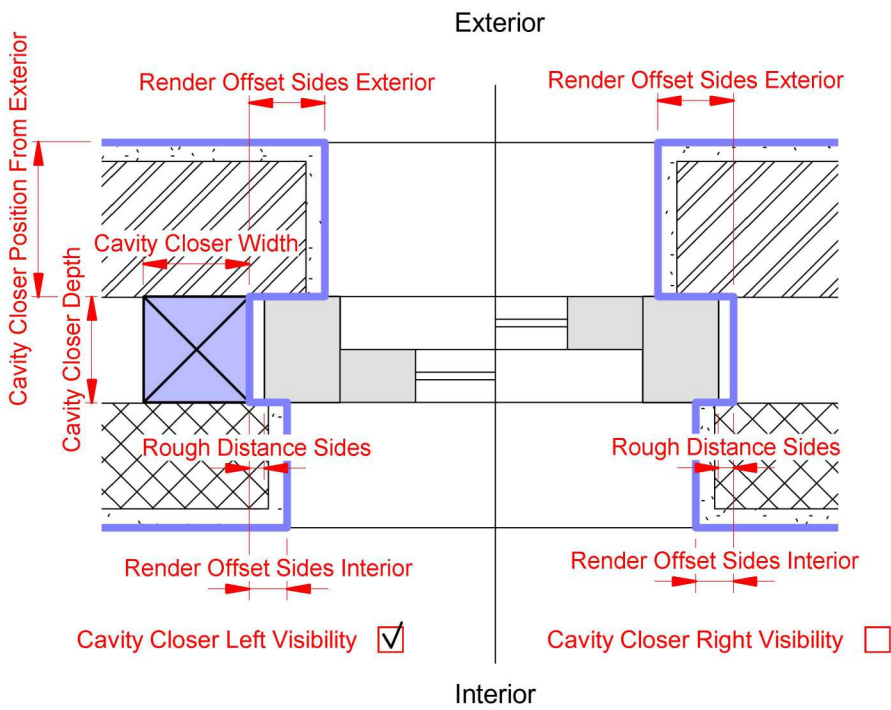 Exterior
Render Offset Sides Exterior
Render Offset Sides Exterior
Cavity Closer Position From Exterior
Cavity Closer Width
Cavity Closer Depth
Rough Distance Sides
Rough Distance Sides
Render Offset Sides Interior
Render Offset Sides Interior
Cavity Closer Left Visibility
Cavity Closer Right Visibility
Interior